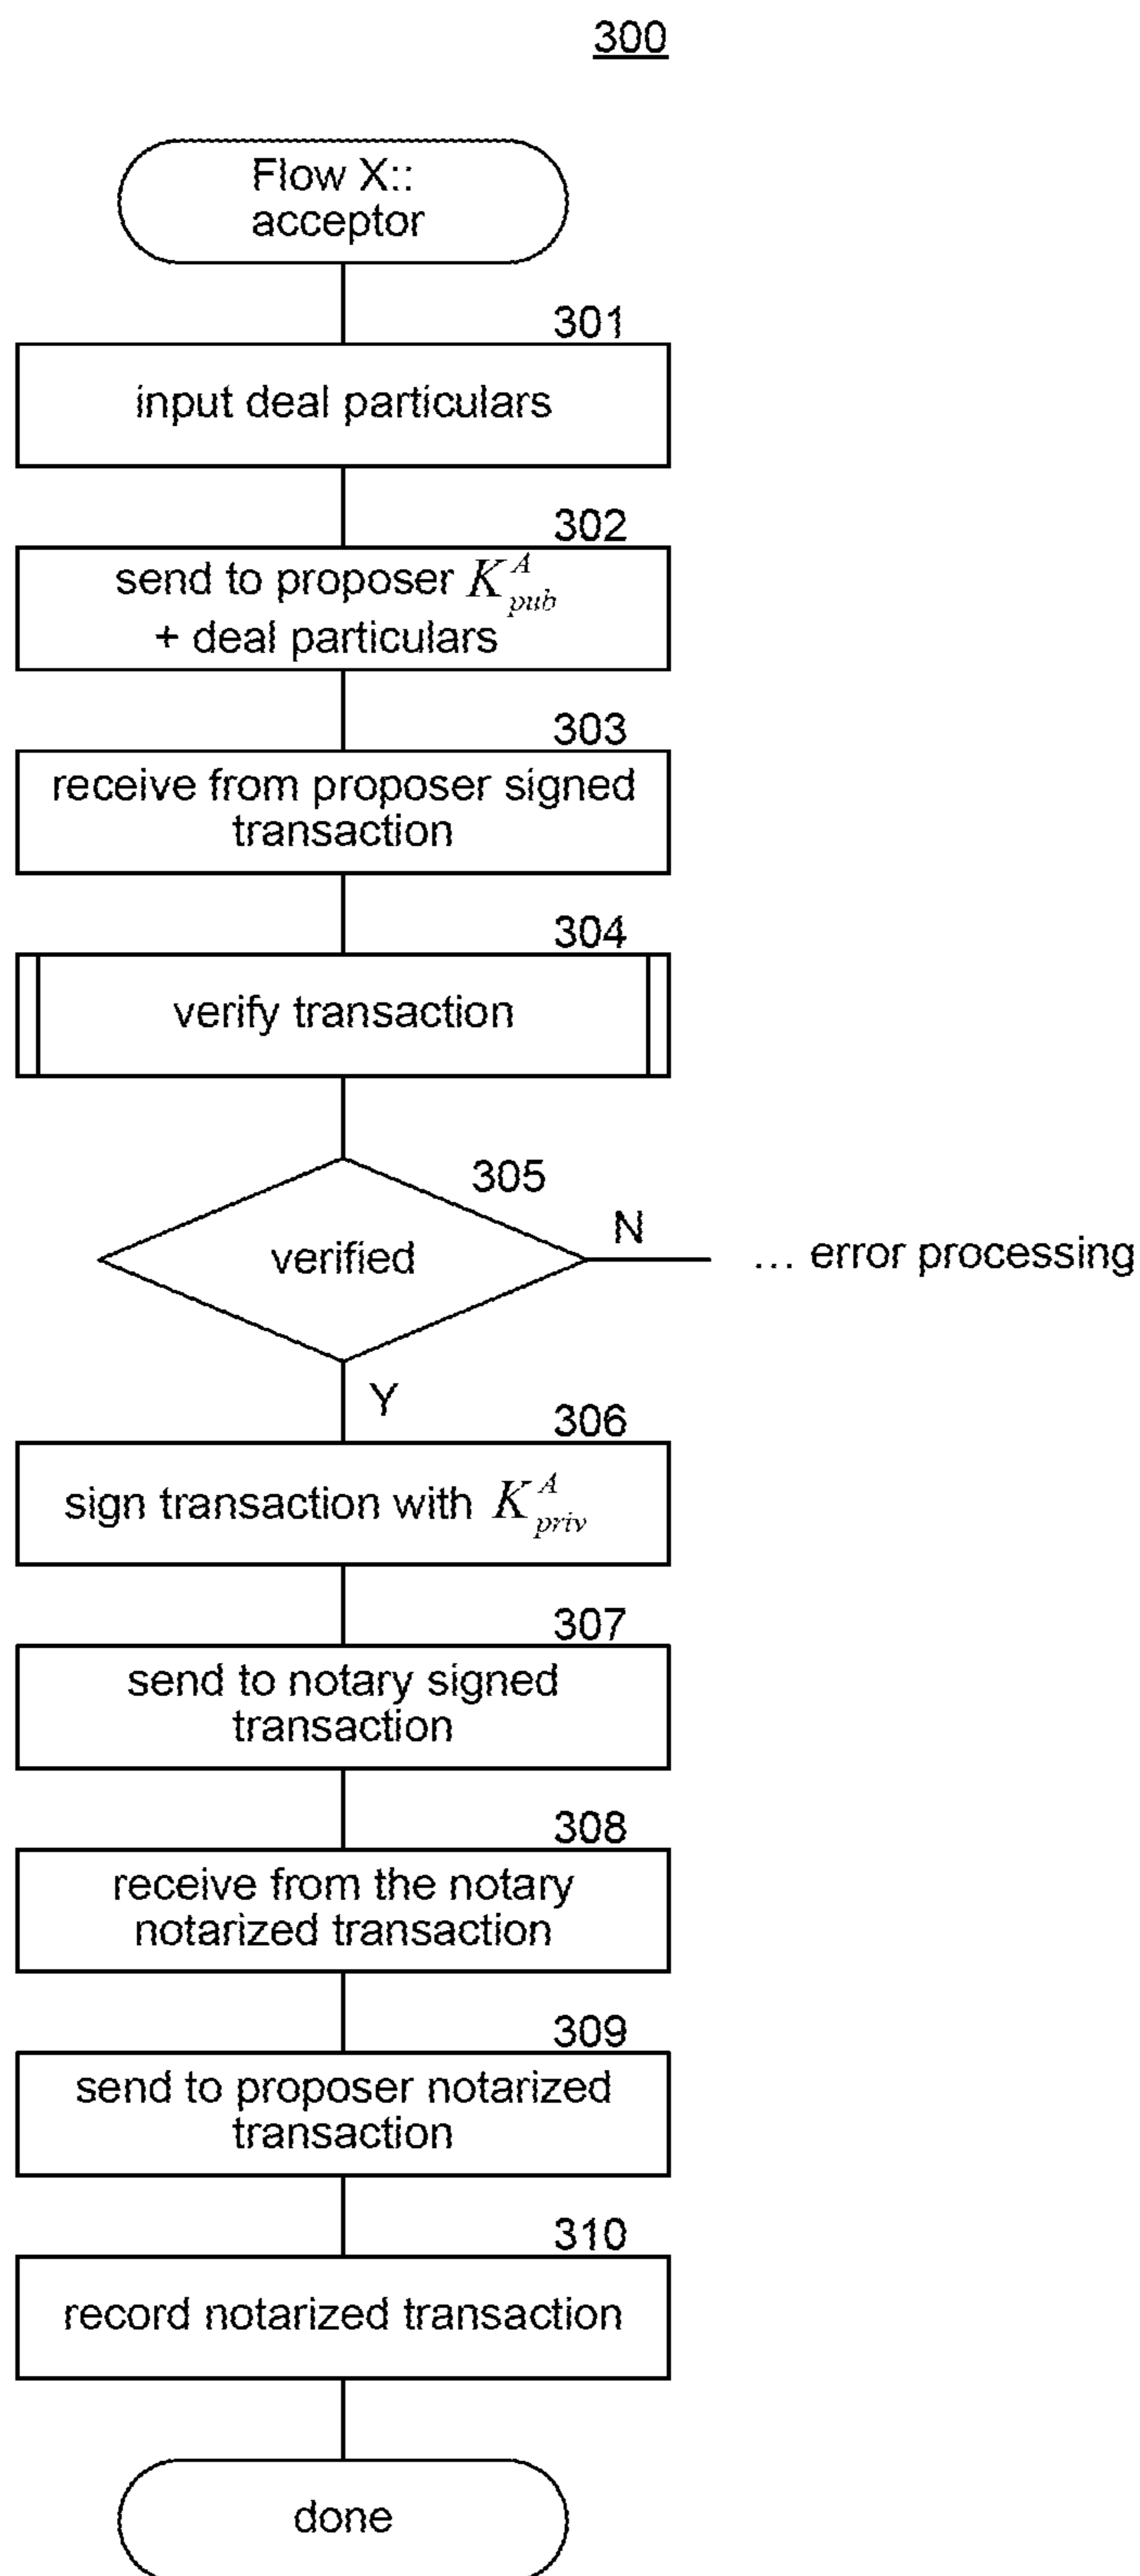 300
Flow X::
acceptor
301
input deal particulars
302
send to proposer K^A_pub
+ deal particulars
303
receive from proposer signed
transaction
304
verify transaction
305
verified
N
... error processing
Y
306
sign transaction with K^A_priv
307
send to notary signed
transaction
308
receive from the notary
notarized transaction
309
send to proposer notarized
transaction
310
record notarized transaction
done